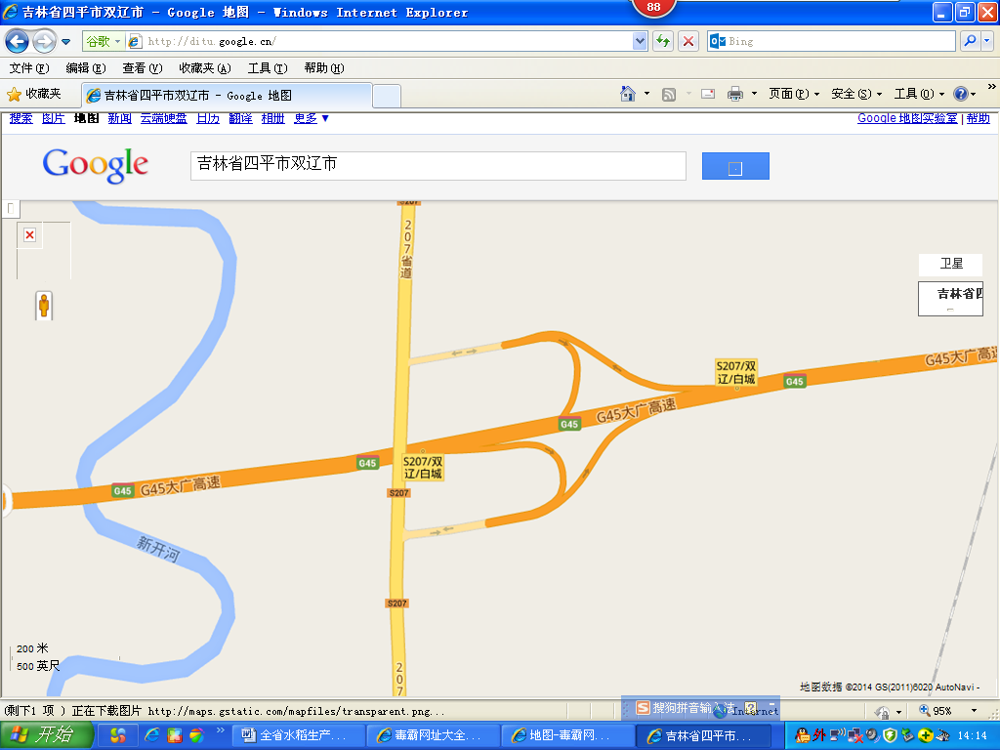 吉林省四平市双辽市 - Google 地图 - Windows Internet Explorer
88
谷歌 http://ditu.google.cn/ Bing
文件(F) 编辑(E) 查看(V) 收藏夹(A) 工具(T) 帮助(H)
收藏夹 吉林省四平市双辽市 - Google 地图 页面(P) 安全(S) 工具(O) »
搜索 图片 地图 新闻 云端硬盘 日历 翻译 相册 更多 ▼ Google 地图实验室 | 帮助
Google 吉林省四平市双辽市
S207
207省道
卫星
吉林省四
G45大广高速
S207/双
辽/白城
G45
G45大广高速
G45
G45
S207/双
辽/白城
G45
G45大广高速
S207
新开河
S207
207
200 米
500 英尺
地图数据 ©2014 GS(2011)6020 AutoNavi -
(剩下1 项 ) 正在下载图片 http://maps.gstatic.com/mapfiles/transparent.png...
搜狗拼音输入法
Internet
95%
开始 » 全省水稻生产... 毒霸网址大全... 地图-毒霸网... 吉林省四平市... 外 14:14